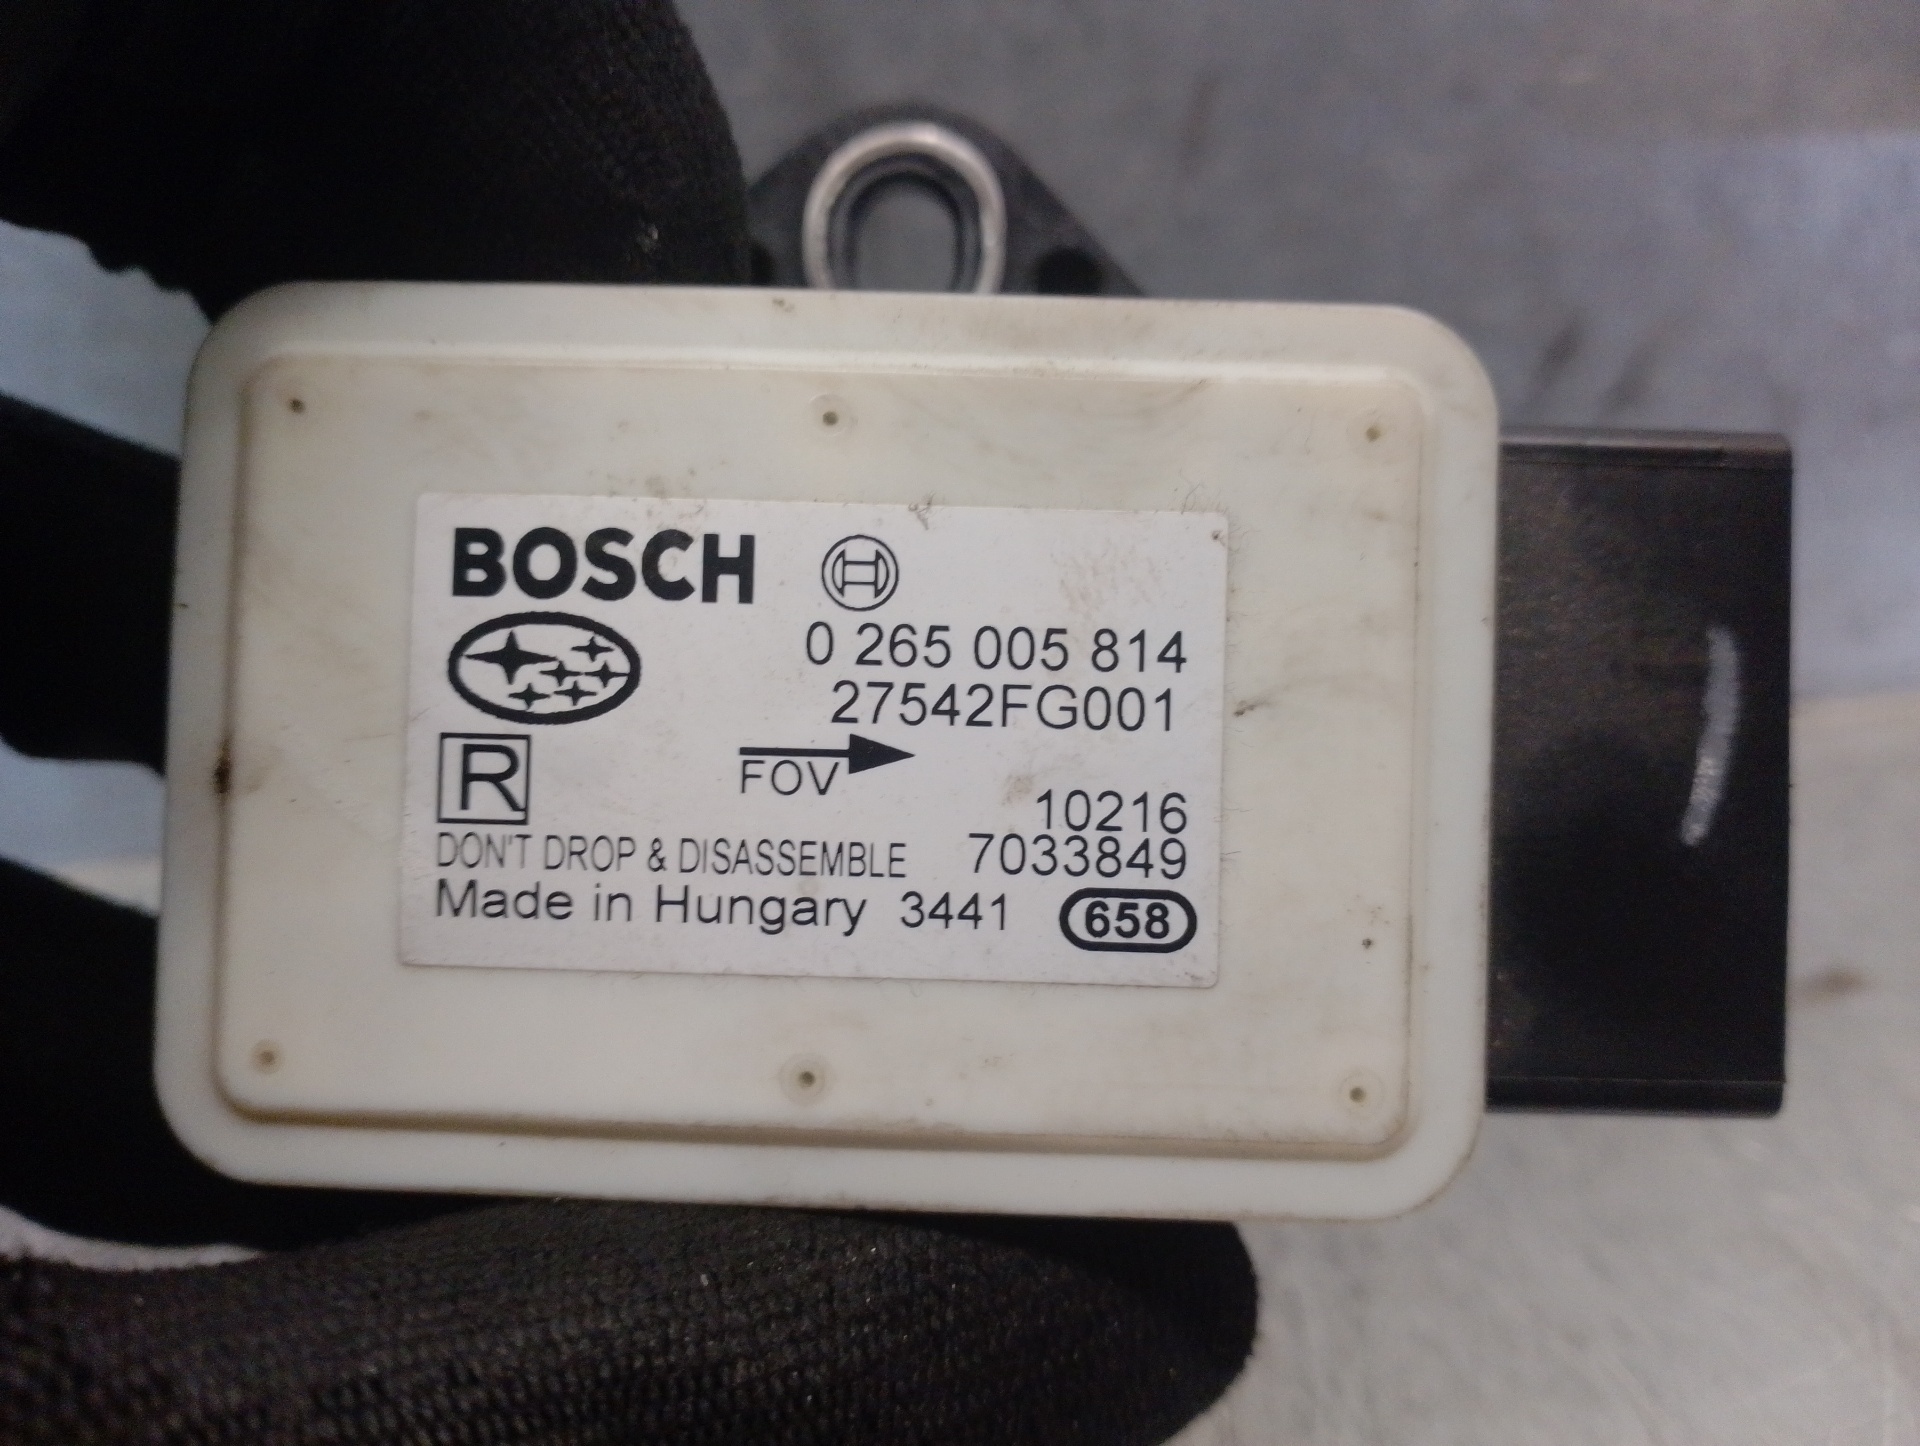 BOSCH
0 265 005 814
27542FG001
R
FOV
10216
DON'T DROP & DISASSEMBLE 7033849
Made in Hungary 3441 658